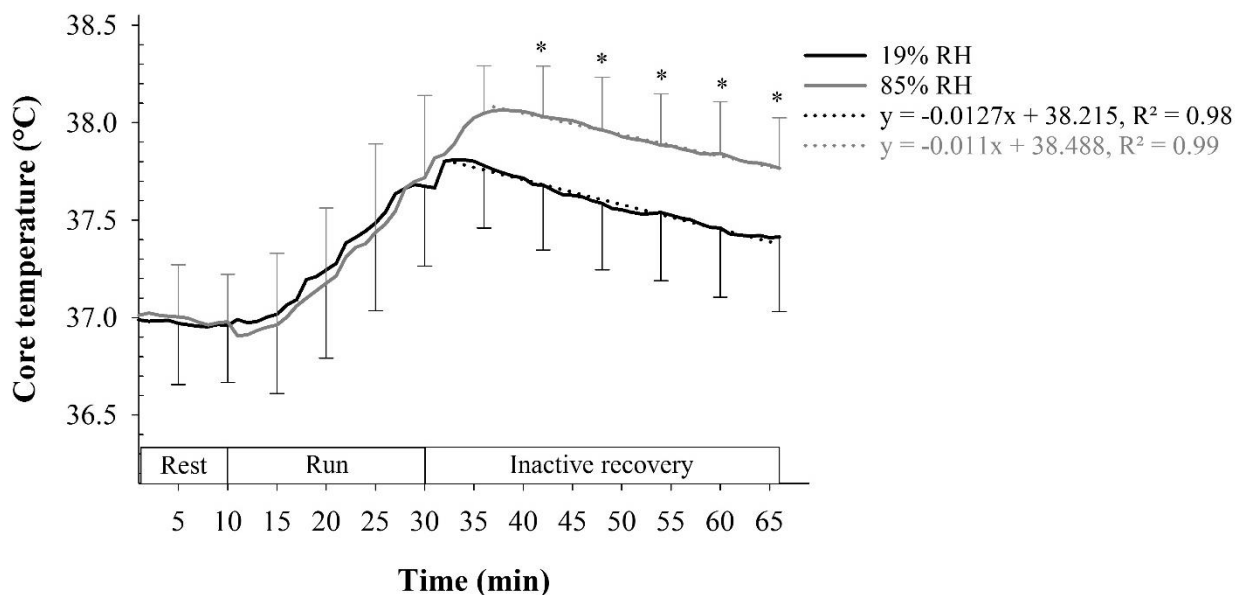 Core temperature (°C)
38.5
38.0
37.5
37.0
36.5
* * * * *
19% RH
85% RH
y = -0.0127x + 38.215, R² = 0.98
y = -0.011x + 38.488, R² = 0.99
Rest Run Inactive recovery
5 10 15 20 25 30 35 40 45 50 55 60 65
Time (min)